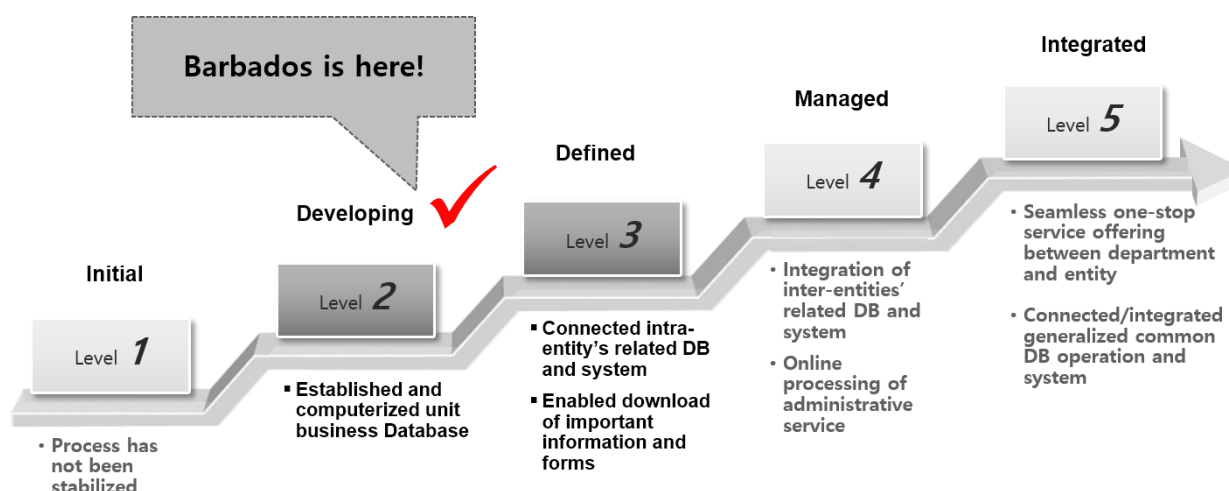 Barbados is here!
Initial
Level 1
• Process has
not been
stabilized
Developing
Level 2
▪ Established and
computerized unit
business Database
Defined
Level 3
▪ Connected intra-
entity's related DB
and system
▪ Enabled download
of important
information and
forms
Managed
Level 4
• Integration of
inter-entities'
related DB and
system
• Online
processing of
administrative
service
Integrated
Level 5
• Seamless one-stop
service offering
between department
and entity
• Connected/integrated
generalized common
DB operation and
system